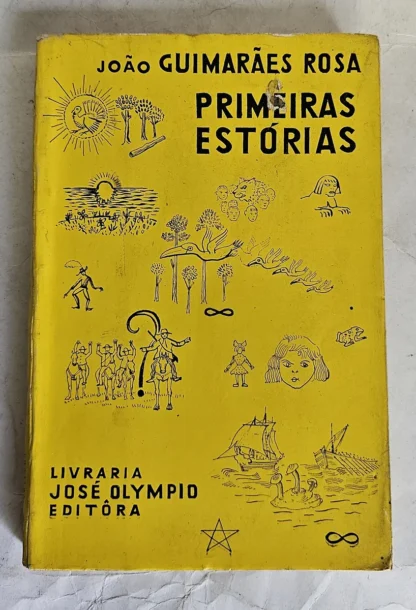 JOÃO GUIMARÃES ROSA
PRIMEIRAS
ESTÓRIAS
LIVRARIA
JOSÉ OLYMPIO
EDITÔRA